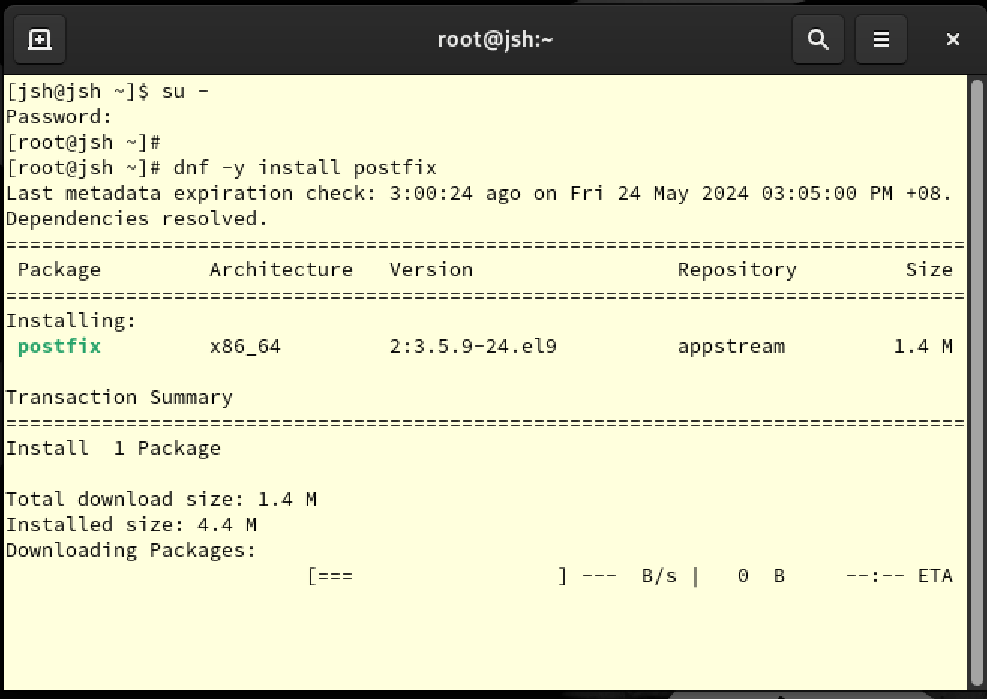 root@jsh:~
[jsh@jsh ~]$ su -
Password:
[root@jsh ~]#
[root@jsh ~]# dnf -y install postfix
Last metadata expiration check: 3:00:24 ago on Fri 24 May 2024 03:05:00 PM +08.
Dependencies resolved.
================================================================================
 Package         Architecture   Version                 Repository         Size
================================================================================
Installing:
 postfix         x86_64         2:3.5.9-24.el9          appstream         1.4 M
Transaction Summary
================================================================================
Install  1 Package
Total download size: 1.4 M
Installed size: 4.4 M
Downloading Packages:
                         [===                 ] ---  B/s |   0  B     --:-- ETA